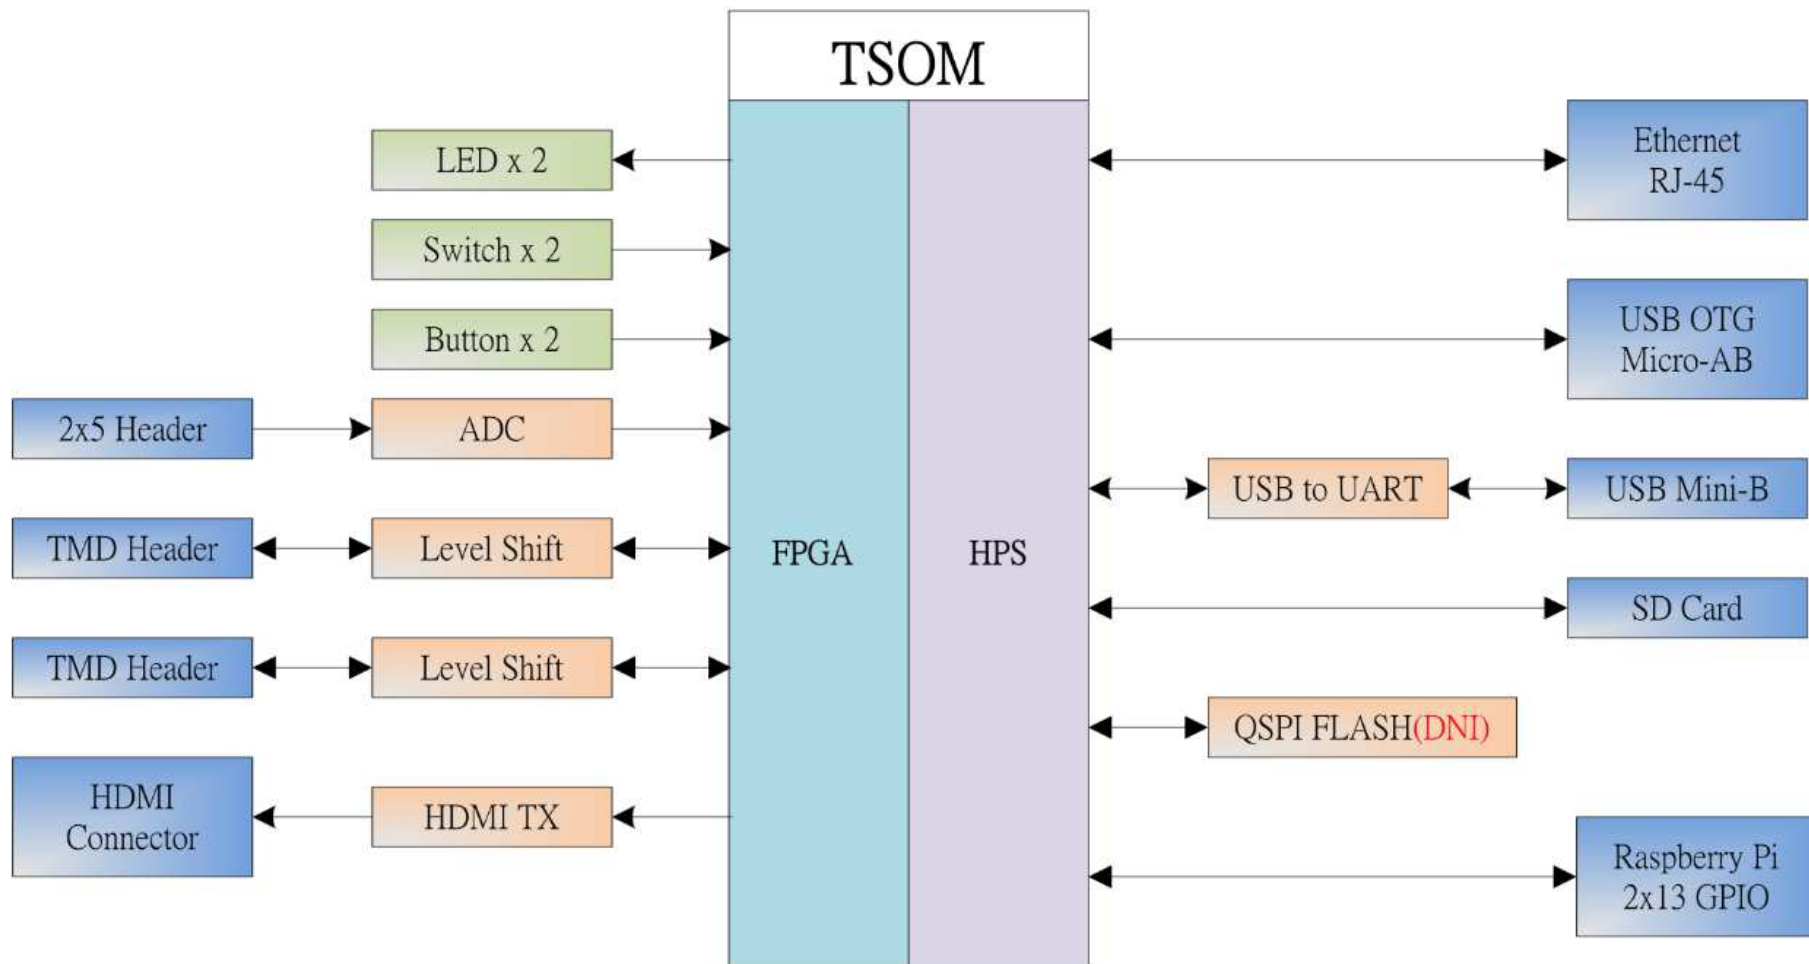 TSOM
LED x 2
Switch x 2
Button x 2
2x5 Header
ADC
TMD Header
Level Shift
TMD Header
Level Shift
HDMI
Connector
HDMI TX
FPGA
HPS
Ethernet
RJ-45
USB OTG
Micro-AB
USB to UART
USB Mini-B
SD Card
QSPI FLASH(DNI)
Raspberry Pi
2x13 GPIO